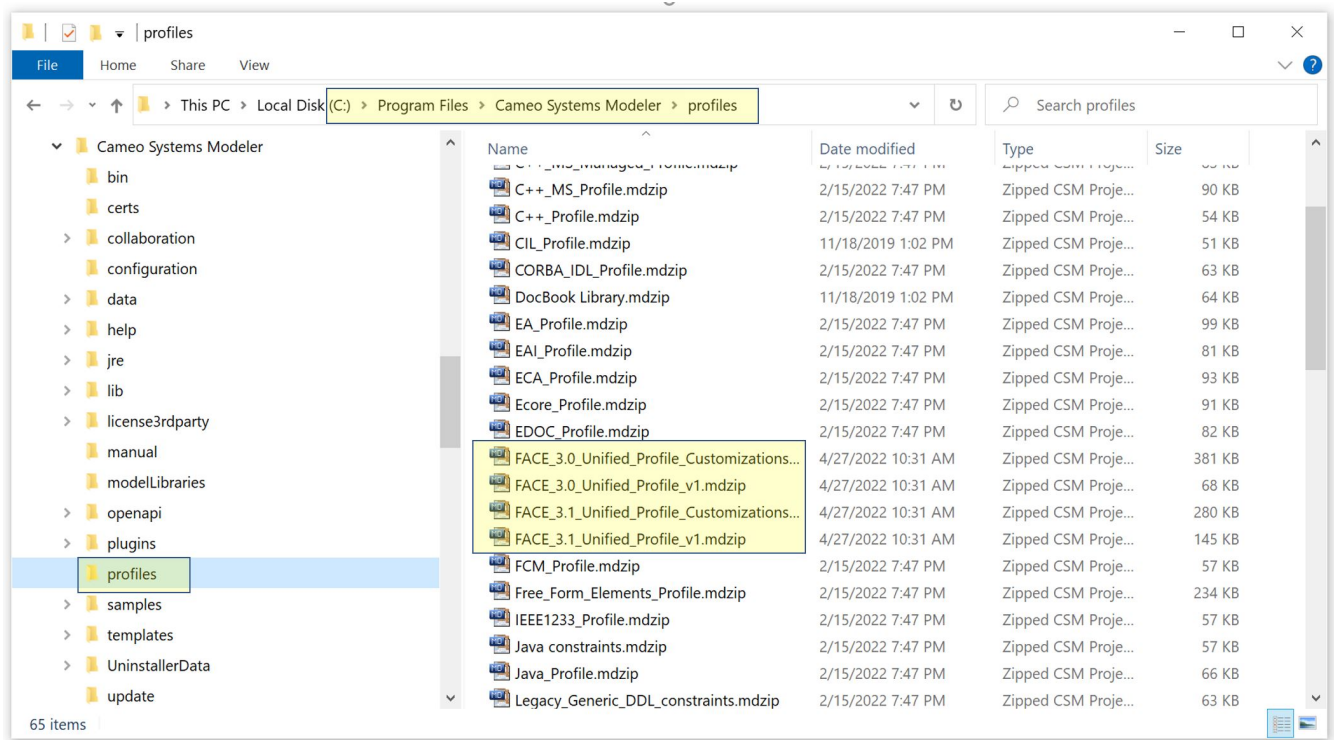 profiles
File Home Share View
This PC > Local Disk (C:) > Program Files > Cameo Systems Modeler > profiles
Search profiles
Cameo Systems Modeler
bin
certs
collaboration
configuration
data
help
jre
lib
license3rdparty
manual
modelLibraries
openapi
plugins
profiles
samples
templates
UninstallerData
update
Name Date modified Type Size
C++_MS_Profile.mdzip 2/15/2022 7:47 PM Zipped CSM Proje... 90 KB
C++_Profile.mdzip 2/15/2022 7:47 PM Zipped CSM Proje... 54 KB
CIL_Profile.mdzip 11/18/2019 1:02 PM Zipped CSM Proje... 51 KB
CORBA_IDL_Profile.mdzip 2/15/2022 7:47 PM Zipped CSM Proje... 63 KB
DocBook Library.mdzip 11/18/2019 1:02 PM Zipped CSM Proje... 64 KB
EA_Profile.mdzip 2/15/2022 7:47 PM Zipped CSM Proje... 99 KB
EAI_Profile.mdzip 2/15/2022 7:47 PM Zipped CSM Proje... 81 KB
ECA_Profile.mdzip 2/15/2022 7:47 PM Zipped CSM Proje... 93 KB
Ecore_Profile.mdzip 2/15/2022 7:47 PM Zipped CSM Proje... 91 KB
EDOC_Profile.mdzip 2/15/2022 7:47 PM Zipped CSM Proje... 82 KB
FACE_3.0_Unified_Profile_Customizations... 4/27/2022 10:31 AM Zipped CSM Proje... 381 KB
FACE_3.0_Unified_Profile_v1.mdzip 4/27/2022 10:31 AM Zipped CSM Proje... 68 KB
FACE_3.1_Unified_Profile_Customizations... 4/27/2022 10:31 AM Zipped CSM Proje... 280 KB
FACE_3.1_Unified_Profile_v1.mdzip 4/27/2022 10:31 AM Zipped CSM Proje... 145 KB
FCM_Profile.mdzip 2/15/2022 7:47 PM Zipped CSM Proje... 57 KB
Free_Form_Elements_Profile.mdzip 2/15/2022 7:47 PM Zipped CSM Proje... 234 KB
IEEE1233_Profile.mdzip 2/15/2022 7:47 PM Zipped CSM Proje... 57 KB
Java constraints.mdzip 2/15/2022 7:47 PM Zipped CSM Proje... 57 KB
Java_Profile.mdzip 2/15/2022 7:47 PM Zipped CSM Proje... 66 KB
Legacy_Generic_DDL_constraints.mdzip 2/15/2022 7:47 PM Zipped CSM Proje... 63 KB
65 items